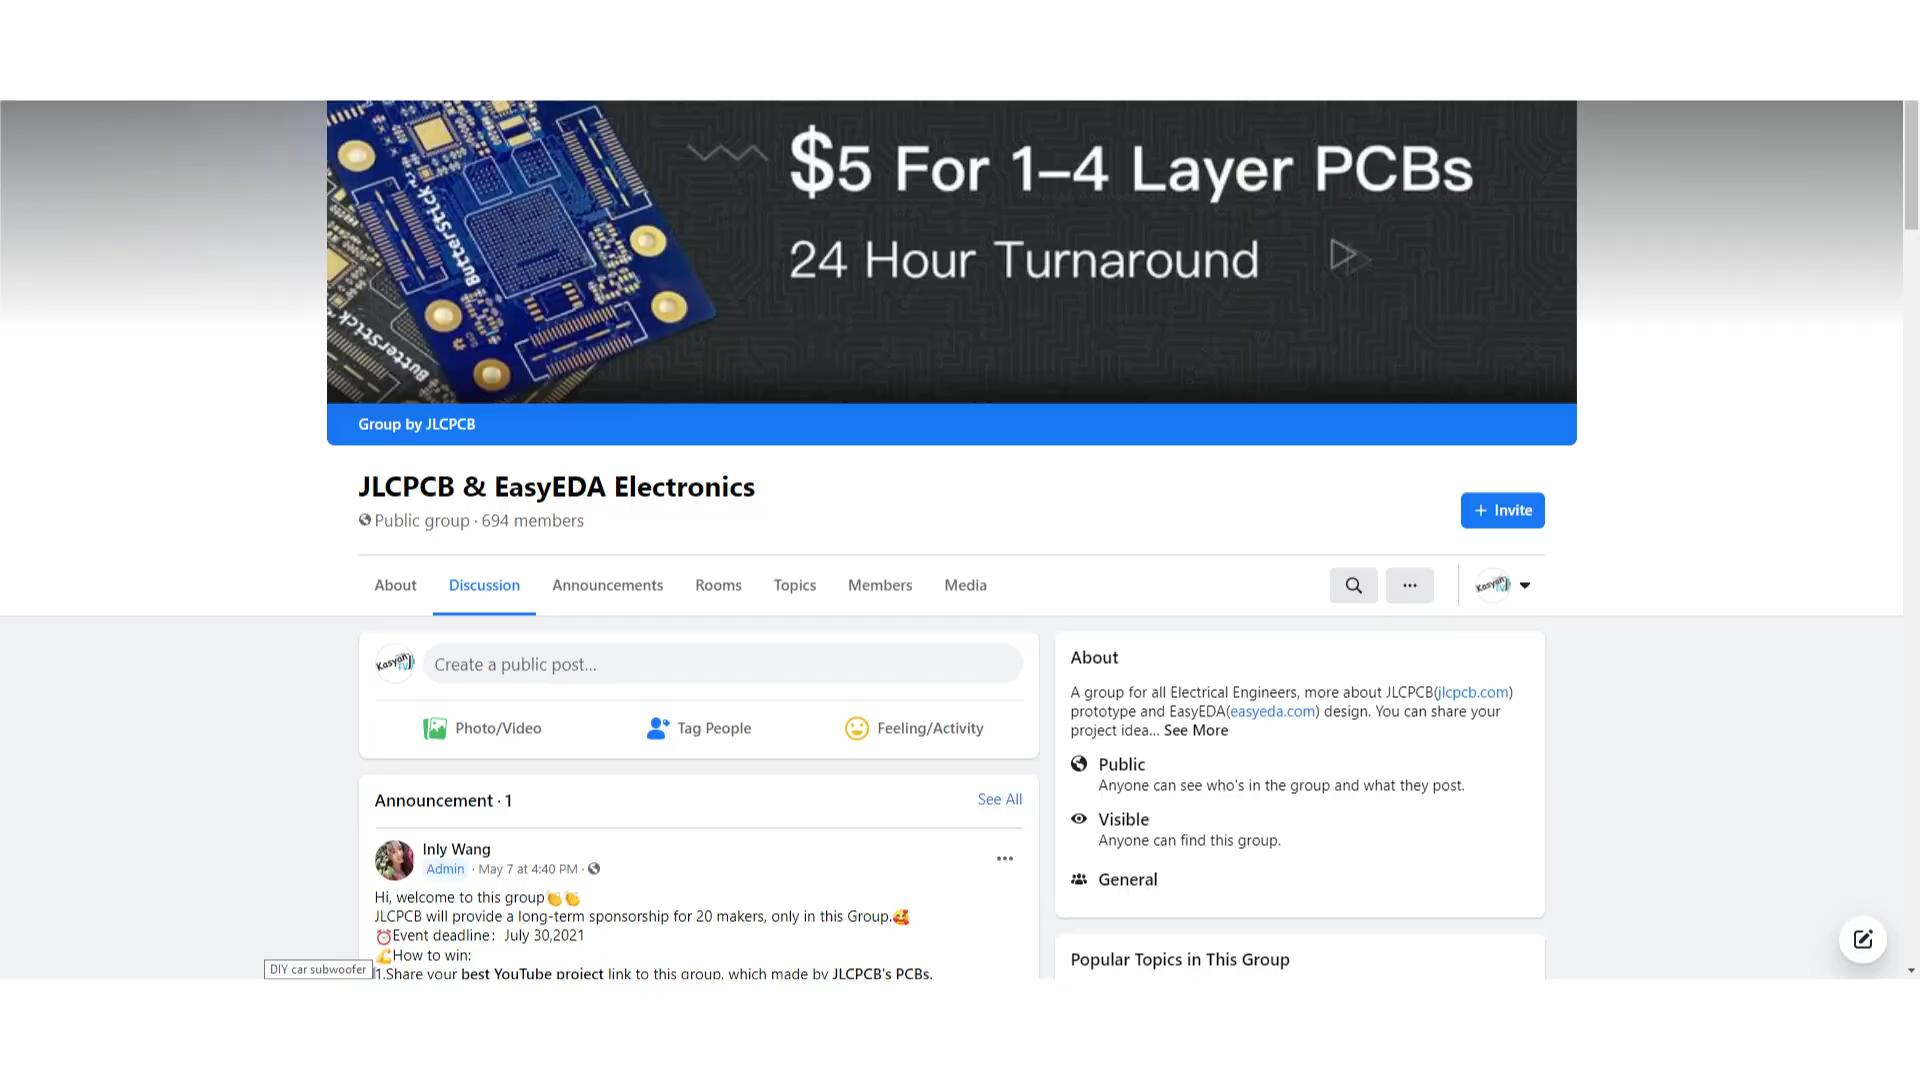 $5 For 1–4 Layer PCBs
24 Hour Turnaround
ButterStick
ButterStick
Group by JLCPCB
JLCPCB & EasyEDA Electronics
Public group · 694 members
+ Invite
About Discussion Announcements Rooms Topics Members Media
Kasyan TV
Kasyan TV
Create a public post...
Photo/Video Tag People Feeling/Activity
Announcement · 1 See All
Inly Wang
Admin · May 7 at 4:40 PM ·
Hi, welcome to this group👏👏
JLCPCB will provide a long-term sponsorship for 20 makers, only in this Group.🥰
⏰Event deadline：July 30,2021
💪How to win:
1.Share your best YouTube project link to this group, which made by JLCPCB's PCBs.
DIY car subwoofer
About
A group for all Electrical Engineers, more about JLCPCB(jlcpcb.com)
prototype and EasyEDA(easyeda.com) design. You can share your
project idea... See More
Public
Anyone can see who's in the group and what they post.
Visible
Anyone can find this group.
General
Popular Topics in This Group